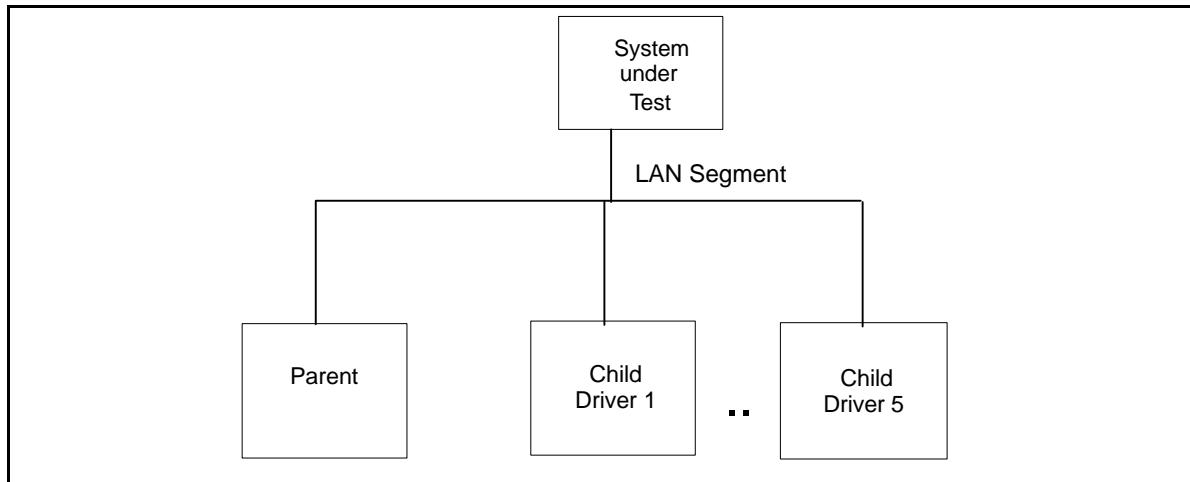 System
under
Test
LAN Segment
Parent
Child
Driver 1
..
Child
Driver 5